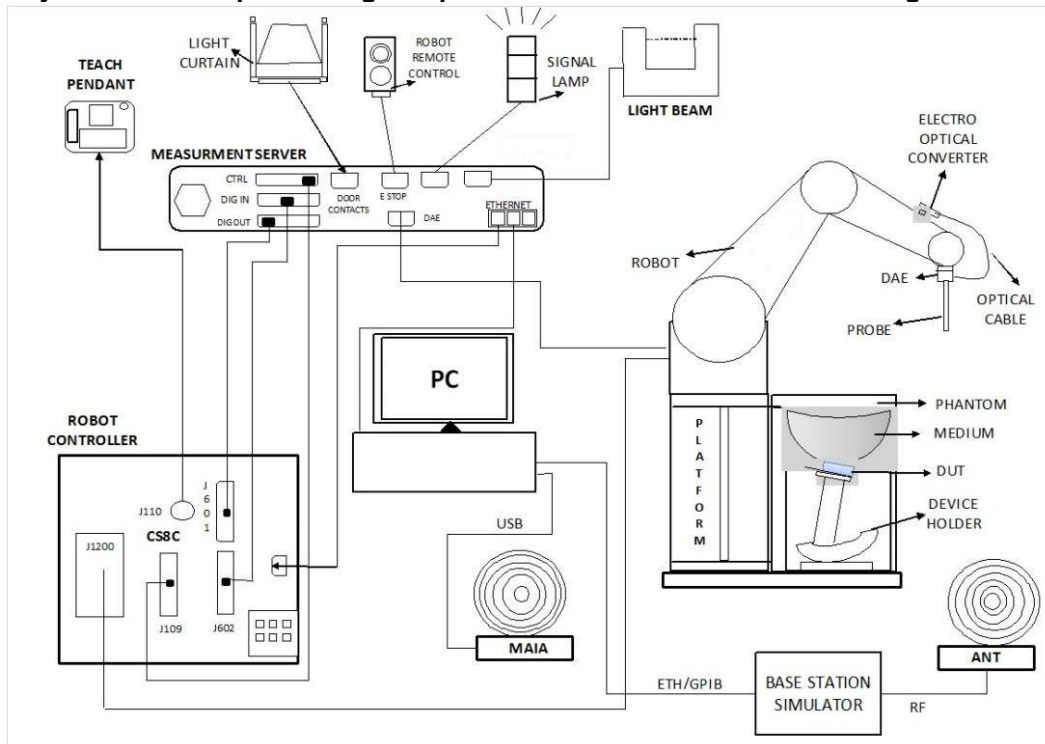 LIGHT
CURTAIN
ROBOT
REMOTE
CONTROL
SIGNAL
LAMP
LIGHT BEAM
TEACH
PENDANT
ELECTRO
OPTICAL
CONVERTER
MEASURMENT SERVER
CTRL
DIG IN
DIG OUT
DOOR
CONTACTS
E STOP
DAE
ETHERNET
ROBOT
DAE
PROBE
OPTICAL
CABLE
PC
PLATFORM
PHANTOM
MEDIUM
DUT
DEVICE
HOLDER
ROBOT
CONTROLLER
J601
J110
CS8C
J1200
J109
J602
USB
MAIA
ANT
ETH/GPIB
BASE STATION
SIMULATOR
RF